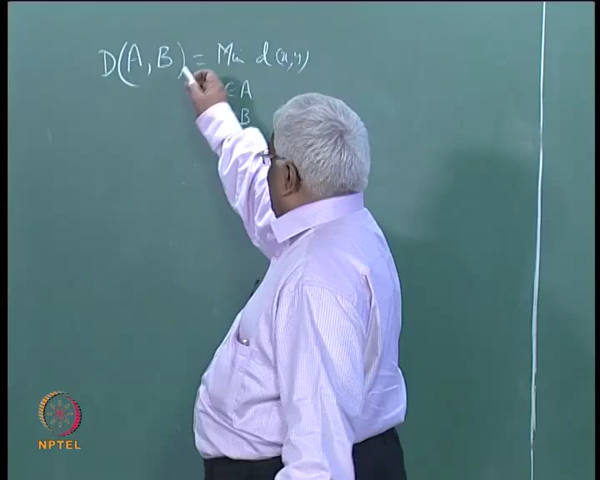 D(A, B) = Min d(x,y)
∈ A
B
NPTEL